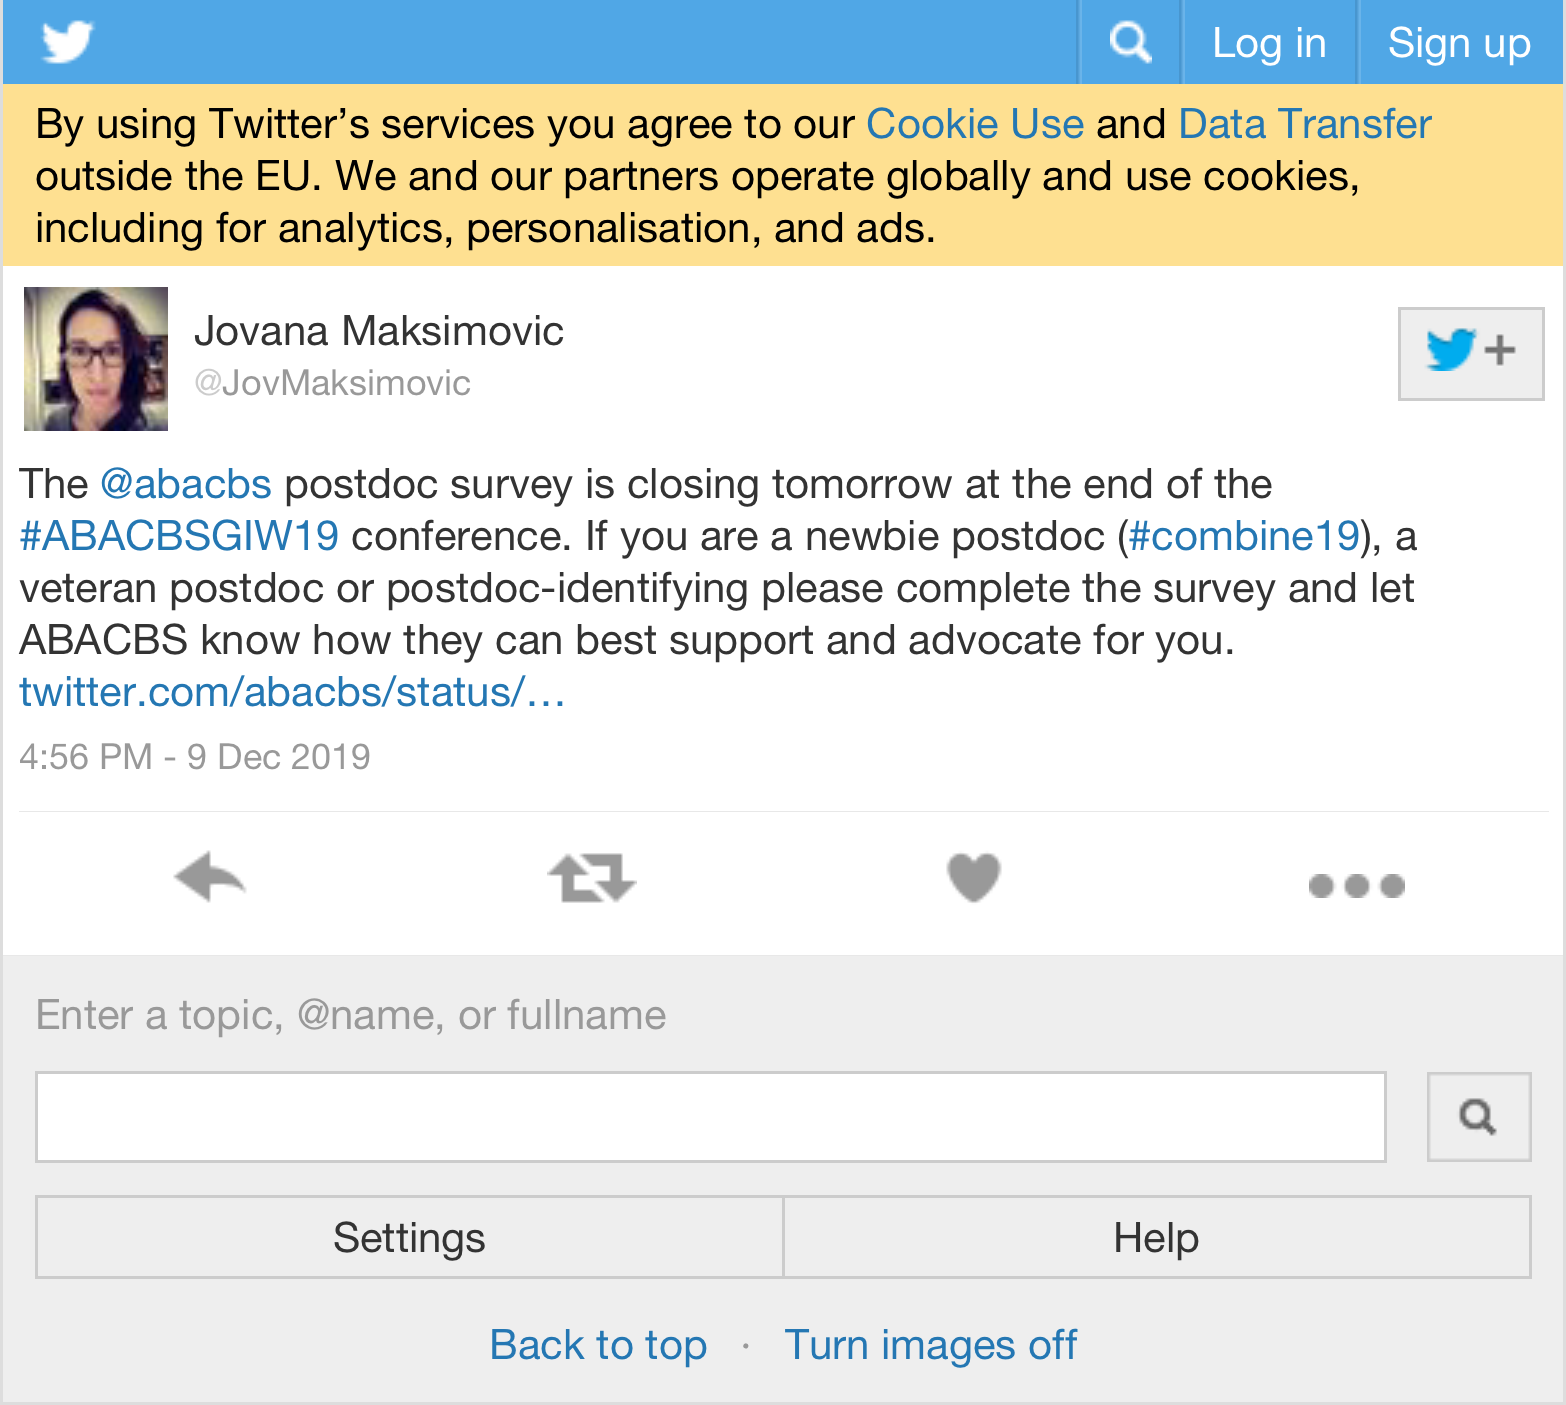 Log in
Sign up
By using Twitter’s services you agree to our Cookie Use and Data Transfer
outside the EU. We and our partners operate globally and use cookies,
including for analytics, personalisation, and ads.
Jovana Maksimovic
@JovMaksimovic
The @abacbs postdoc survey is closing tomorrow at the end of the
#ABACBSGIW19 conference. If you are a newbie postdoc (#combine19), a
veteran postdoc or postdoc-identifying please complete the survey and let
ABACBS know how they can best support and advocate for you.
twitter.com/abacbs/status/…
4:56 PM - 9 Dec 2019
Enter a topic, @name, or fullname
Settings
Help
Back to top · Turn images off